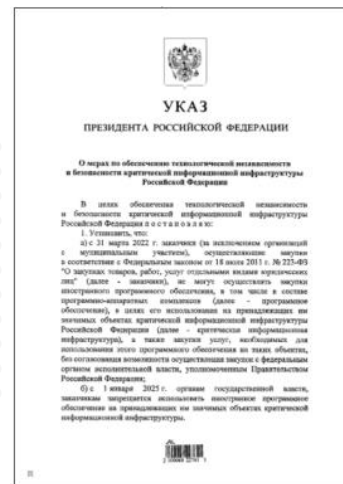 УКАЗ
ПРЕЗИДЕНТА РОССИЙСКОЙ ФЕДЕРАЦИИ
О мерах по обеспечению технологической независимости
и безопасности критической информационной инфраструктуры
Российской Федерации
В целях обеспечения технологической независимости
и безопасности критической информационной инфраструктуры
Российской Федерации п о с т а н о в л я ю:
1. Установить, что:
а) с 31 марта 2022 г. заказчики (за исключением организаций
с муниципальным участием), осуществляющие закупки
в соответствии с Федеральным законом от 18 июля 2011 г. № 223-ФЗ
"О закупках товаров, работ, услуг отдельными видами юридических
лиц" (далее - заказчики), не могут осуществлять закупки
иностранного программного обеспечения, в том числе в составе
программно-аппаратных комплексов (далее - программное
обеспечение), в целях его использования на принадлежащих им
значимых объектах критической информационной инфраструктуры
Российской Федерации (далее - критическая информационная
инфраструктура), а также закупки услуг, необходимых для
использования этого программного обеспечения на таких объектах,
без согласования возможности осуществления закупок с федеральным
органом исполнительной власти, уполномоченным Правительством
Российской Федерации;
б) с 1 января 2025 г. органам государственной власти,
заказчикам запрещается использовать иностранное программное
обеспечение на принадлежащих им значимых объектах критической
информационной инфраструктуры.